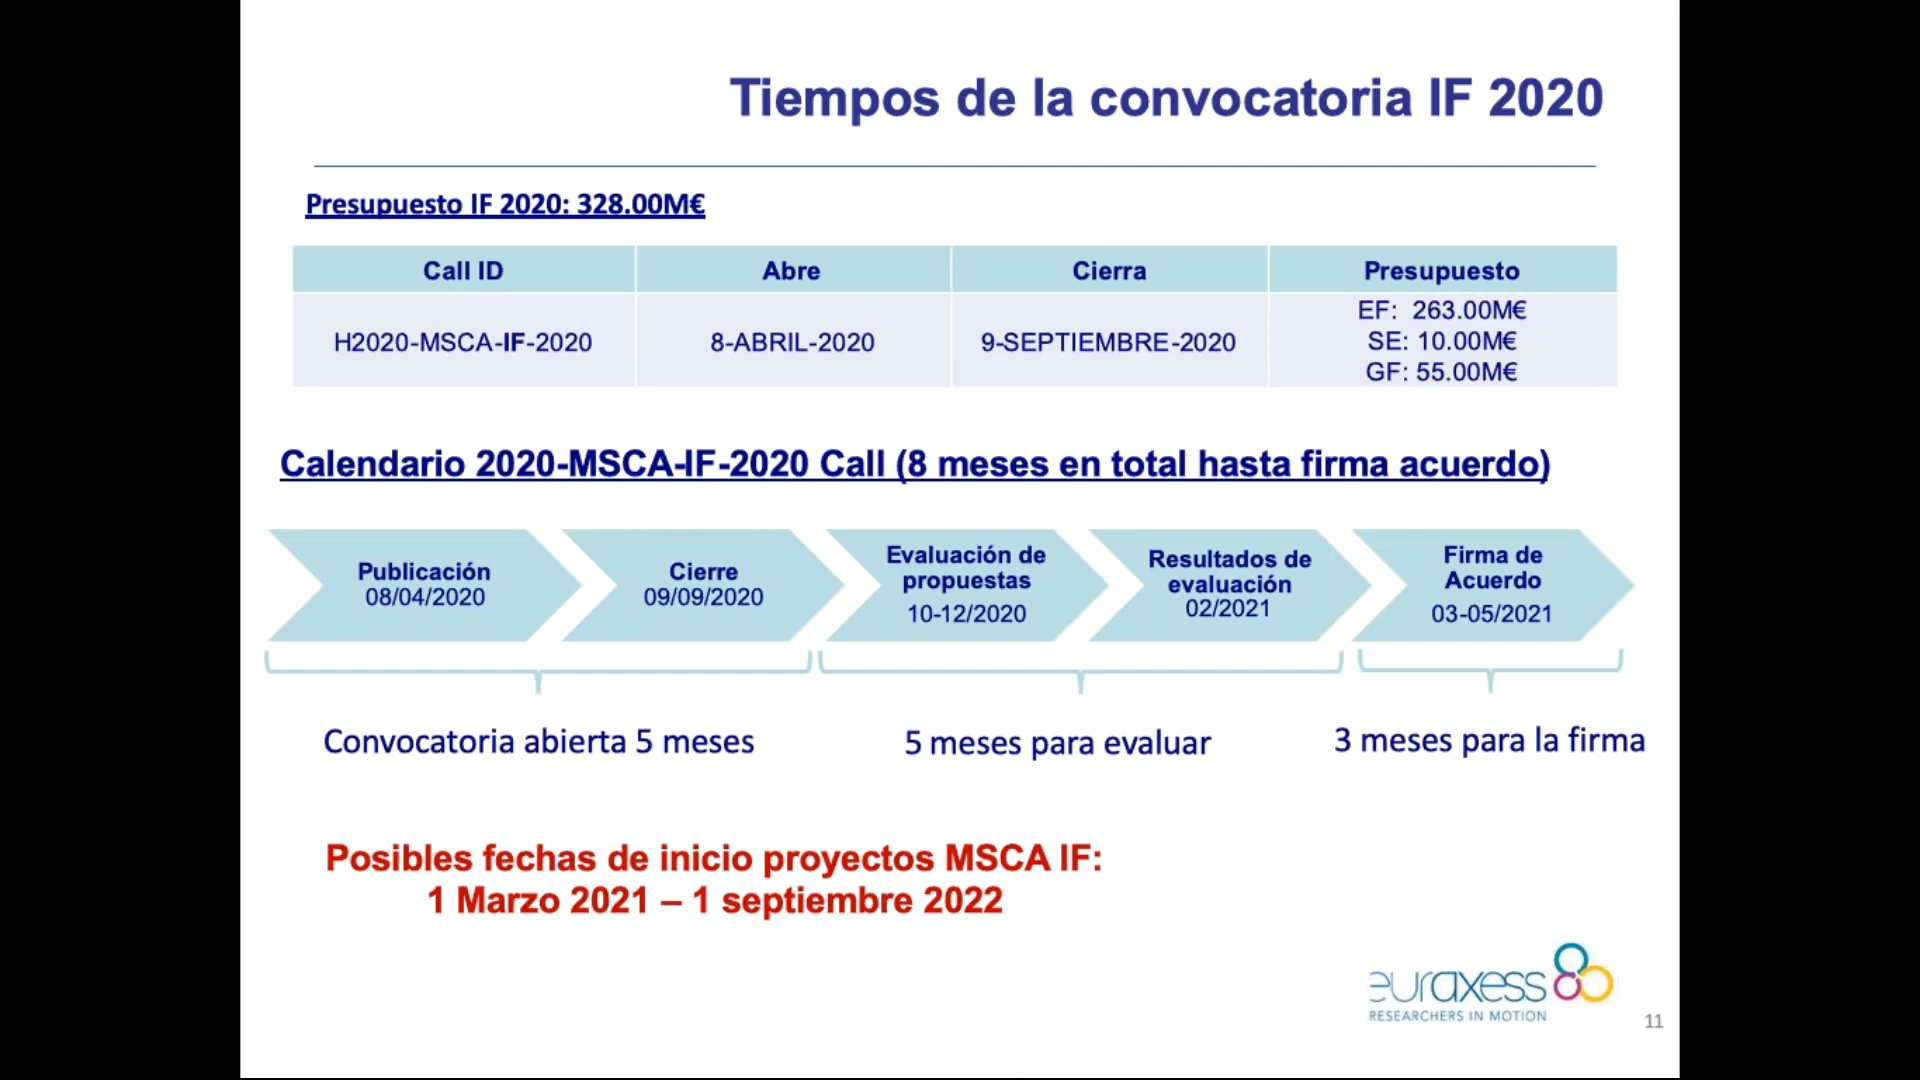 Tiempos de la convocatoria IF 2020
Presupuesto IF 2020: 328.00M€
Call ID
Abre
Cierra
Presupuesto
H2020-MSCA-IF-2020
8-ABRIL-2020
9-SEPTIEMBRE-2020
EF: 263.00M€
SE: 10.00M€
GF: 55.00M€
Calendario 2020-MSCA-IF-2020 Call (8 meses en total hasta firma acuerdo)
Publicación
08/04/2020
Cierre
09/09/2020
Evaluación de
propuestas
10-12/2020
Resultados de
evaluación
02/2021
Firma de
Acuerdo
03-05/2021
Convocatoria abierta 5 meses
5 meses para evaluar
3 meses para la firma
Posibles fechas de inicio proyectos MSCA IF:
1 Marzo 2021 – 1 septiembre 2022
euraxess
RESEARCHERS IN MOTION
11